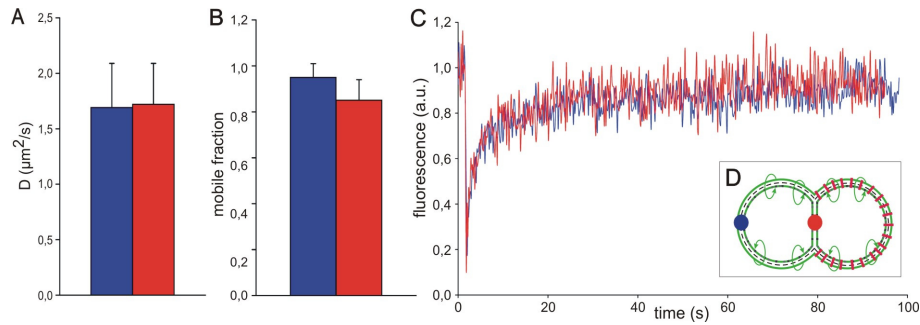 A
D (µm²/s)
2,5
2,0
1,5
1,0
5,0
0,0
B
mobile fraction
1,2
1,0
0,8
0,6
0,4
0,2
0,0
C
fluorescence (a.u.)
1,2
1,0
0,8
0,6
0,4
0,2
0,0
0 20 40 60 80 100
time (s)
D